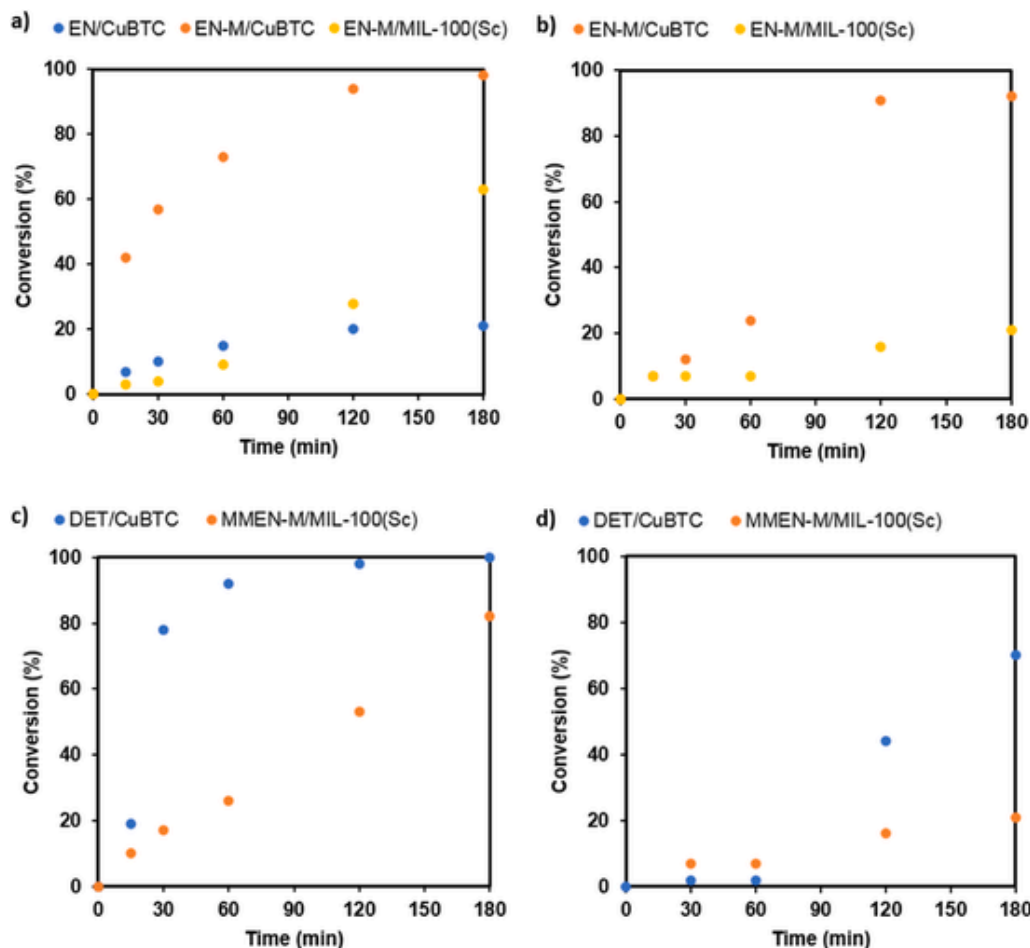 a) EN/CuBTC EN-M/CuBTC EN-M/MIL-100(Sc)
100
80
60
40
20
0
Conversion (%)
0 30 60 90 120 150 180
Time (min)
b) EN-M/CuBTC EN-M/MIL-100(Sc)
100
80
60
40
20
0
Conversion (%)
0 30 60 90 120 150 180
Time (min)
c) DET/CuBTC MMEN-M/MIL-100(Sc)
100
80
60
40
20
0
Conversion (%)
0 30 60 90 120 150 180
Time (min)
d) DET/CuBTC MMEN-M/MIL-100(Sc)
100
80
60
40
20
0
Conversion (%)
0 30 60 90 120 150 180
Time (min)